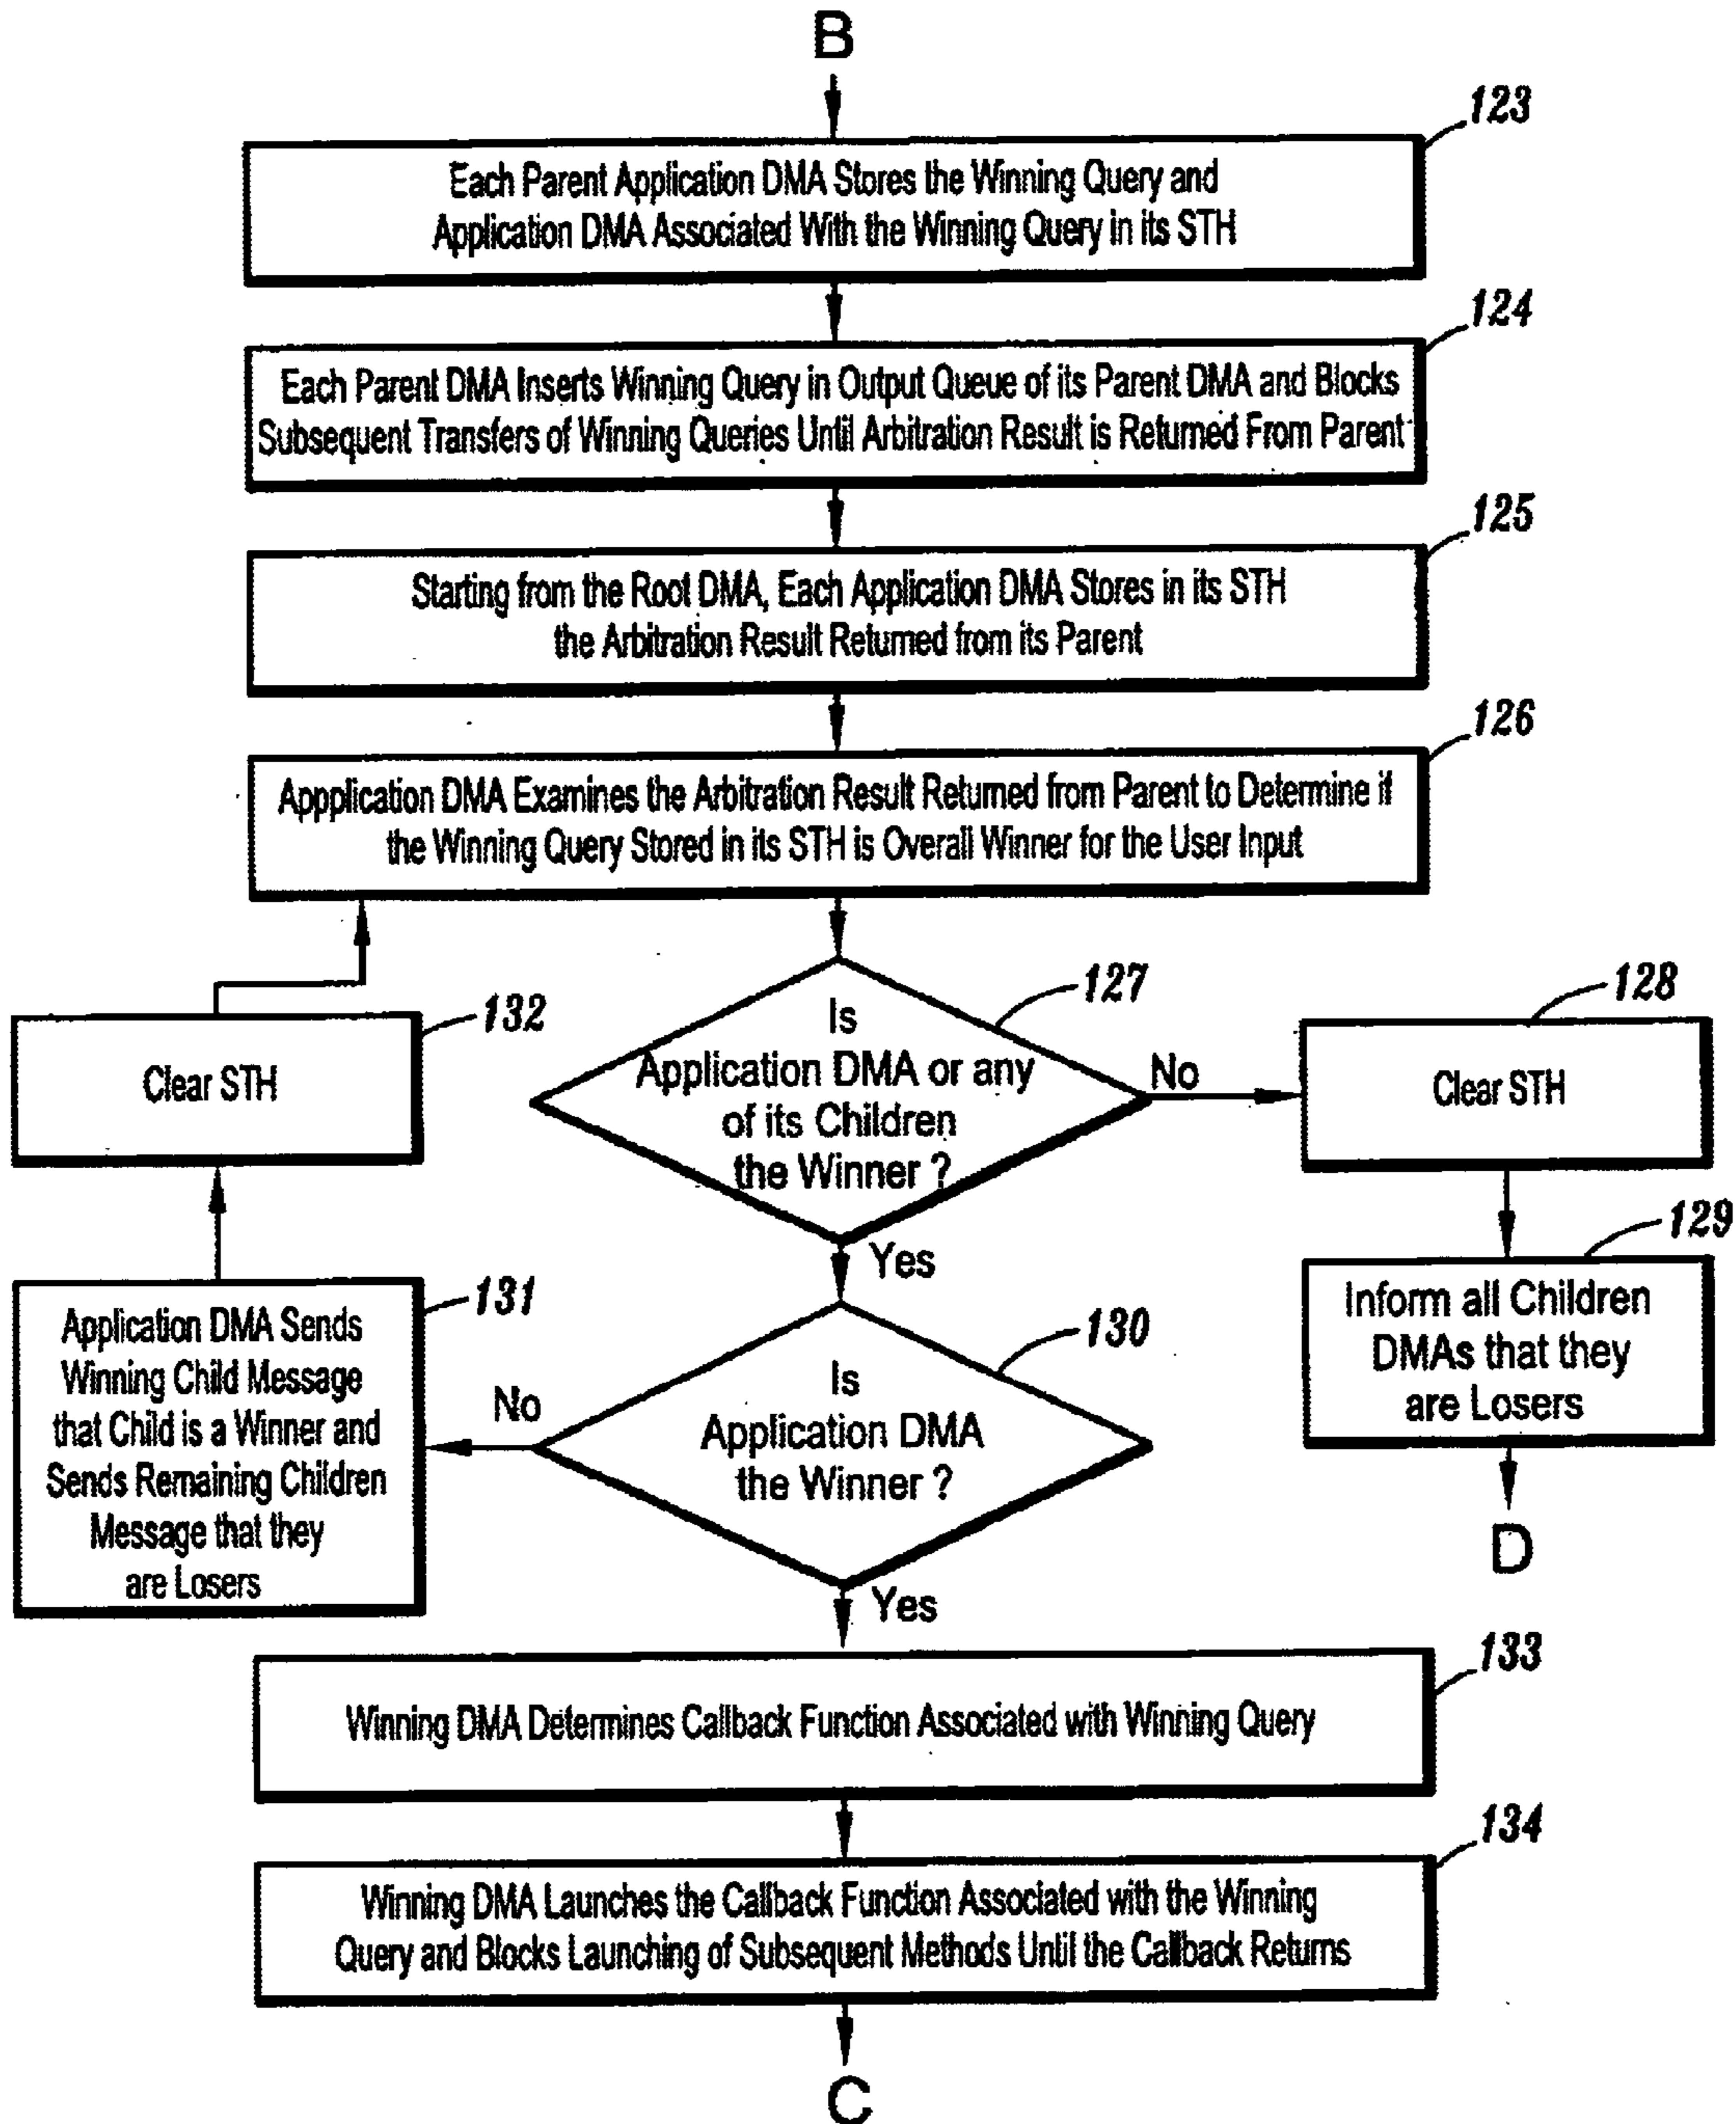 B
123
Each Parent Application DMA Stores the Winning Query and
Application DMA Associated With the Winning Query in its STH
124
Each Parent DMA Inserts Winning Query in Output Queue of its Parent DMA and Blocks
Subsequent Transfers of Winning Queries Until Arbitration Result is Returned From Parent
125
Starting from the Root DMA, Each Application DMA Stores in its STH
the Arbitration Result Returned from its Parent
126
Appplication DMA Examines the Arbitration Result Returned from Parent to Determine if
the Winning Query Stored in its STH is Overall Winner for the User Input
127
Is
Application DMA or any
of its Children
the Winner ?
No
128
Clear STH
129
Inform all Children
DMAs that they
are Losers
D
Yes
130
Is
Application DMA
the Winner ?
No
131
Application DMA Sends
Winning Child Message
that Child is a Winner and
Sends Remaining Children
Message that they
are Losers
132
Clear STH
Yes
133
Winning DMA Determines Callback Function Associated with Winning Query
134
Winning DMA Launches the Callback Function Associated with the Winning
Query and Blocks Launching of Subsequent Methods Until the Callback Returns
C